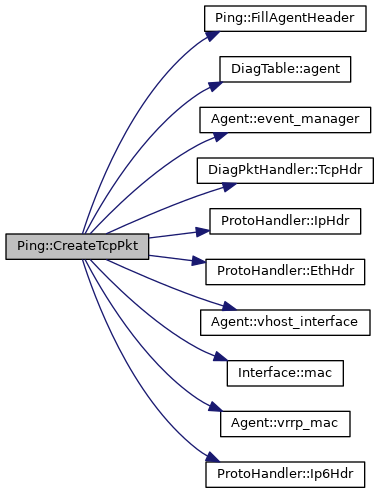 Ping::FillAgentHeader
DiagTable::agent
Agent::event_manager
DiagPktHandler::TcpHdr
ProtoHandler::IpHdr
Ping::CreateTcpPkt
ProtoHandler::EthHdr
Agent::vhost_interface
Interface::mac
Agent::vrrp_mac
ProtoHandler::Ip6Hdr